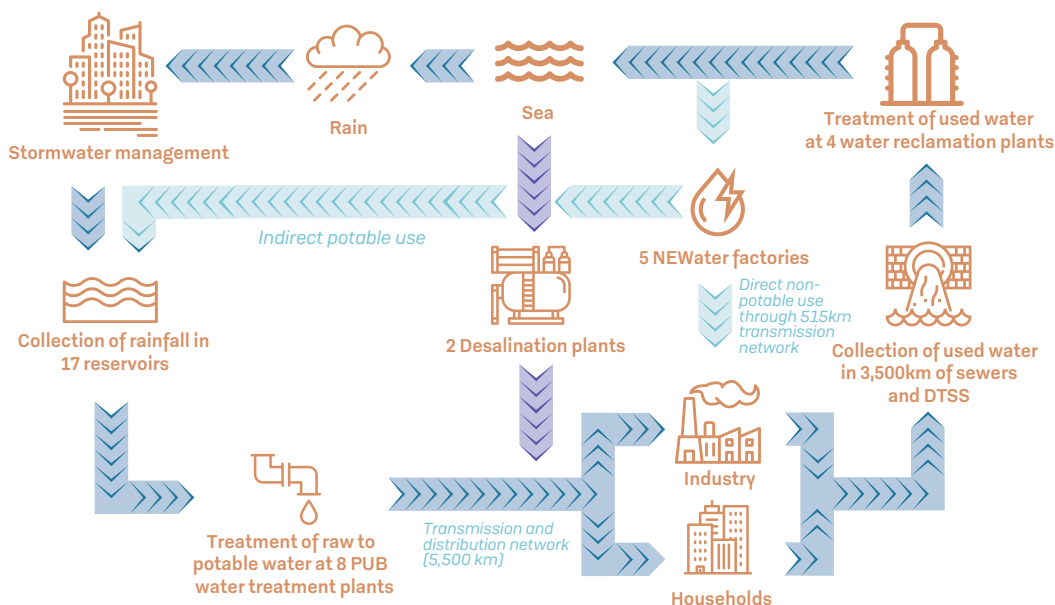 Stormwater management
Rain
Sea
Treatment of used water
at 4 water reclamation plants
Indirect potable use
5 NEWater factories
Direct non-
potable use
through 515km
transmission
network
Collection of rainfall in
17 reservoirs
2 Desalination plants
Collection of used water
in 3,500km of sewers
and DTSS
Industry
Treatment of raw to
potable water at 8 PUB
water treatment plants
Transmission and
distribution network
(5,500 km)
Households